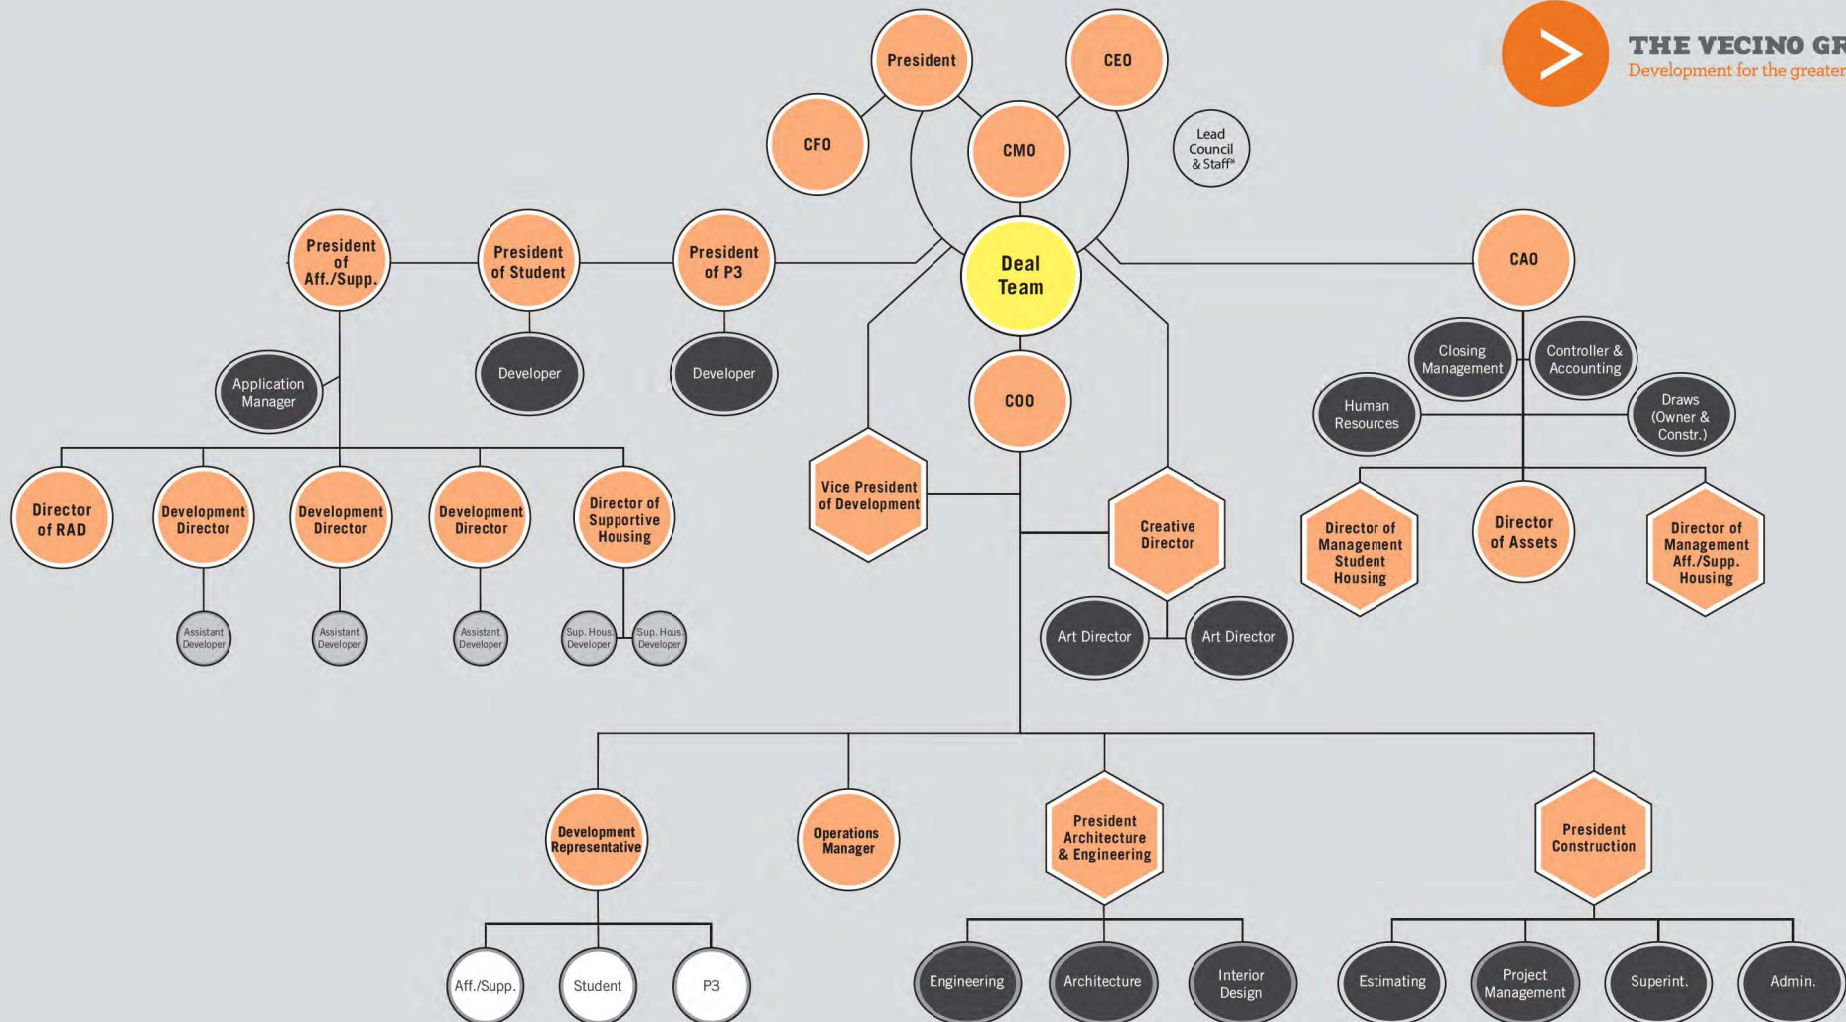 President
CEO
THE VECINO GR
Development for the greater
CFO
CMO
Lead
Council
& Staff*
President
of
Aff./Supp.
President
of Student
President
of P3
Deal
Team
CAO
Application
Manager
Developer
Developer
COO
Closing
Management
Controller &
Accounting
Human
Resources
Draws
(Owner &
Constr.)
Director
of RAD
Development
Director
Development
Director
Development
Director
Director of
Supportive
Housing
Vice President
of Development
Creative
Director
Director of
Management
Student
Housing
Director
of Assets
Director of
Management
Aff./Supp.
Housing
Assistant
Developer
Assistant
Developer
Assistant
Developer
Sup. Hous.
Developer
Sup. Hous.
Developer
Art Director
Art Director
Development
Representative
Operations
Manager
President
Architecture
& Engineering
President
Construction
Aff./Supp.
Student
P3
Engineering
Architecture
Interior
Design
Estimating
Project
Management
Superint.
Admin.